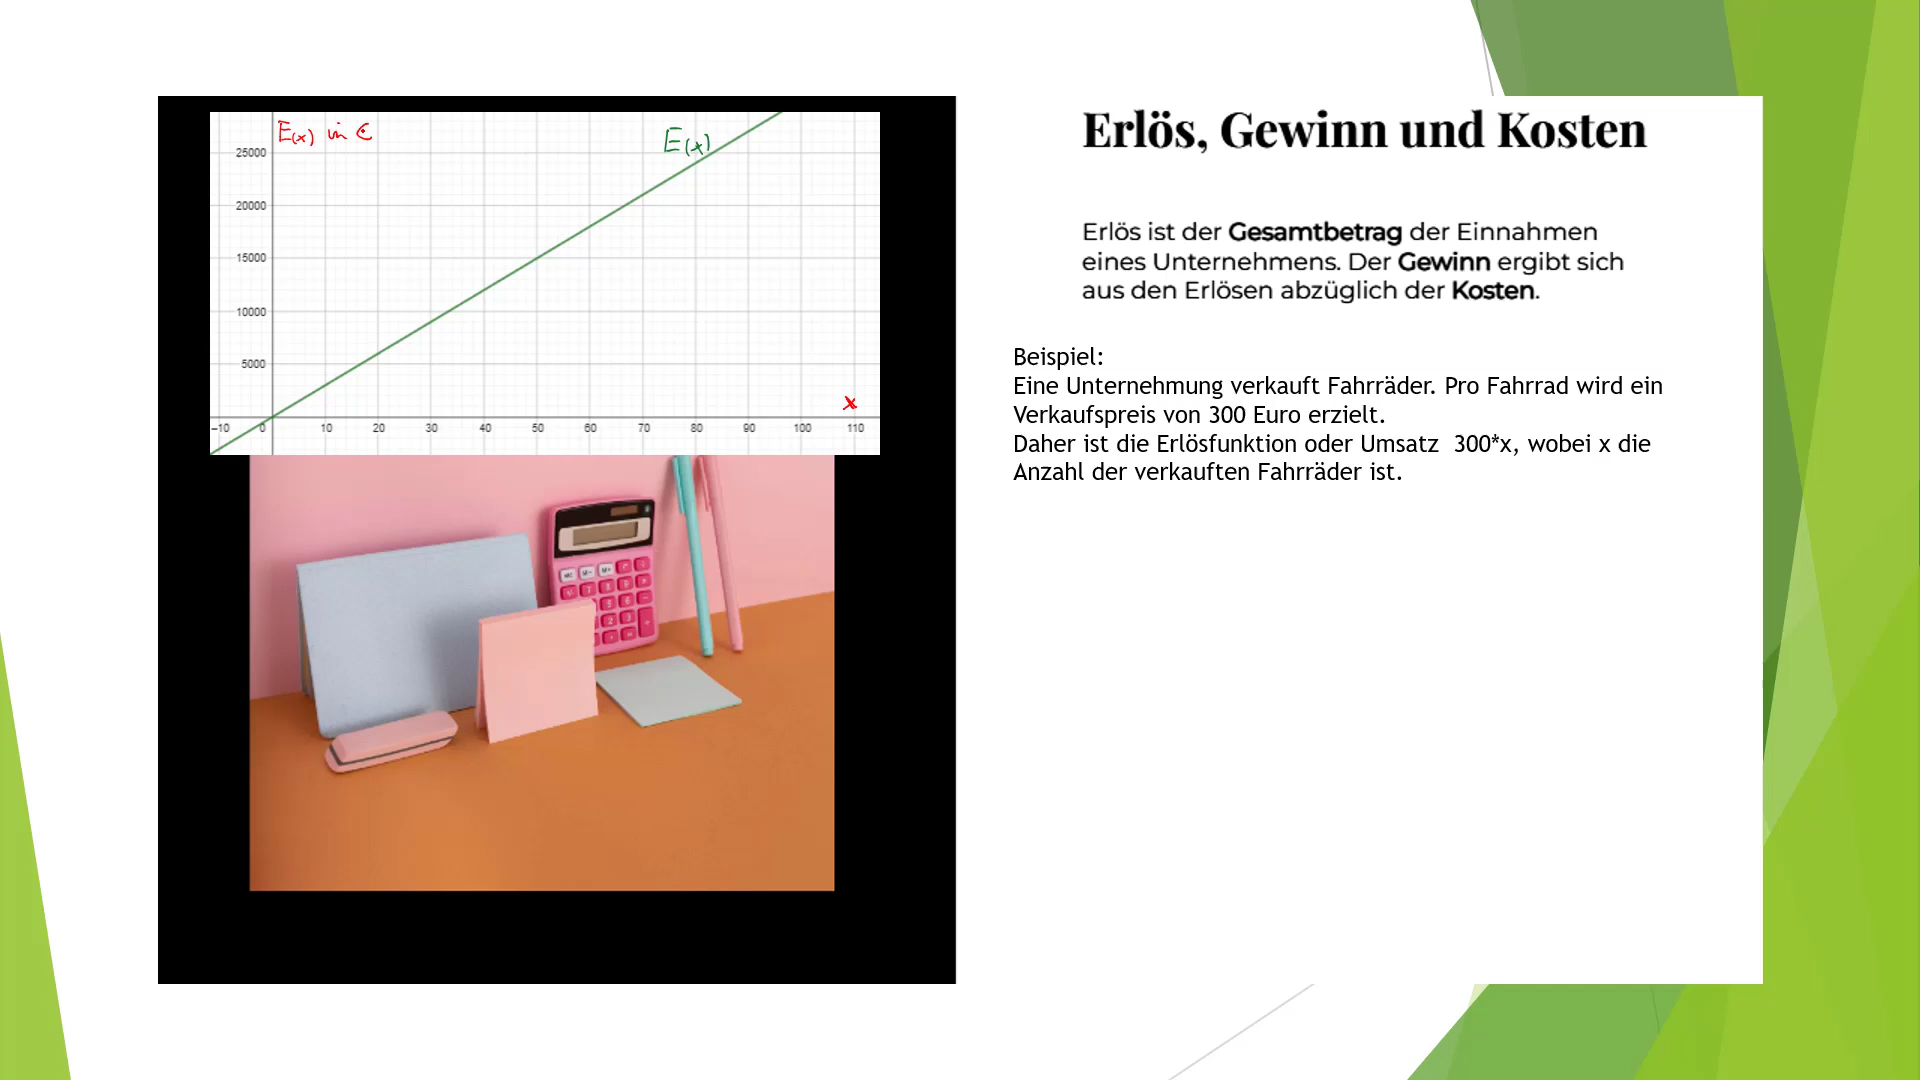 E(x) in €
E(x)
25000
20000
15000
10000
5000
x
–10 0 10 20 30 40 50 60 70 80 90 100 110
Erlös, Gewinn und Kosten
Erlös ist der Gesamtbetrag der Einnahmen
eines Unternehmens. Der Gewinn ergibt sich
aus den Erlösen abzüglich der Kosten.
Beispiel:
Eine Unternehmung verkauft Fahrräder. Pro Fahrrad wird ein
Verkaufspreis von 300 Euro erzielt.
Daher ist die Erlösfunktion oder Umsatz  300*x, wobei x die
Anzahl der verkauften Fahrräder ist.